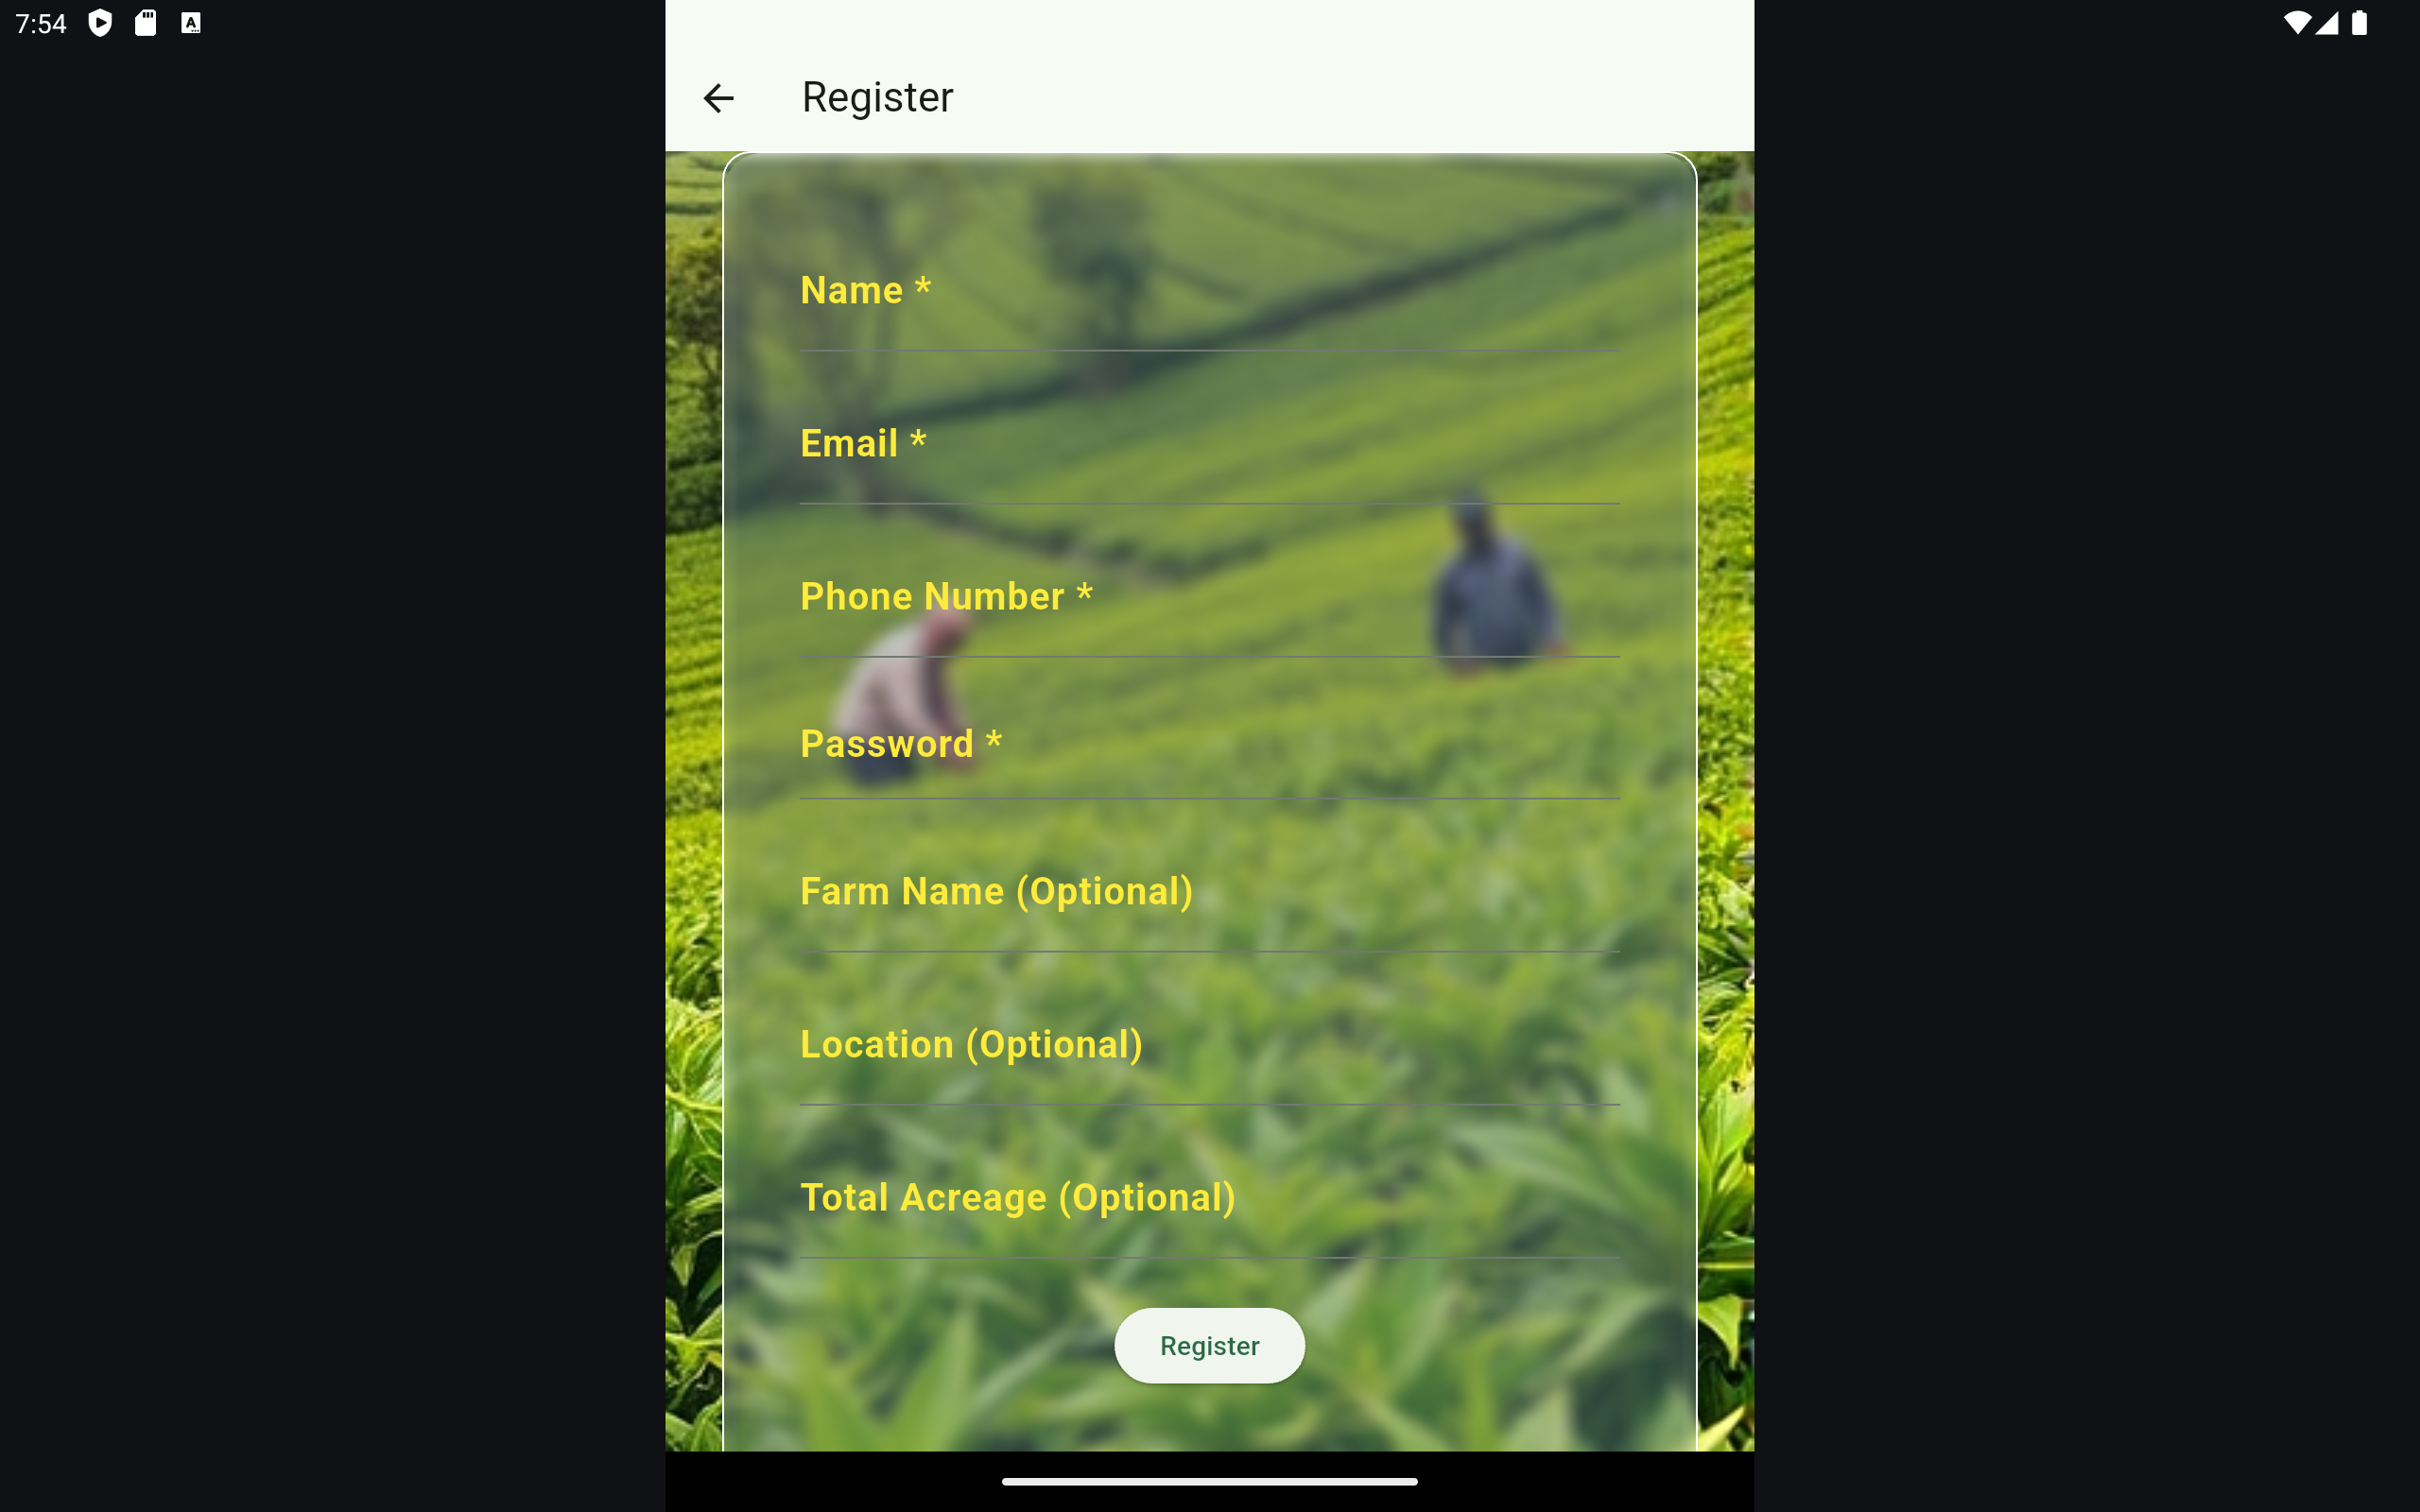 7:54
Register
Name *
Email *
Phone Number *
Password *
Farm Name (Optional)
Location (Optional)
Total Acreage (Optional)
Register